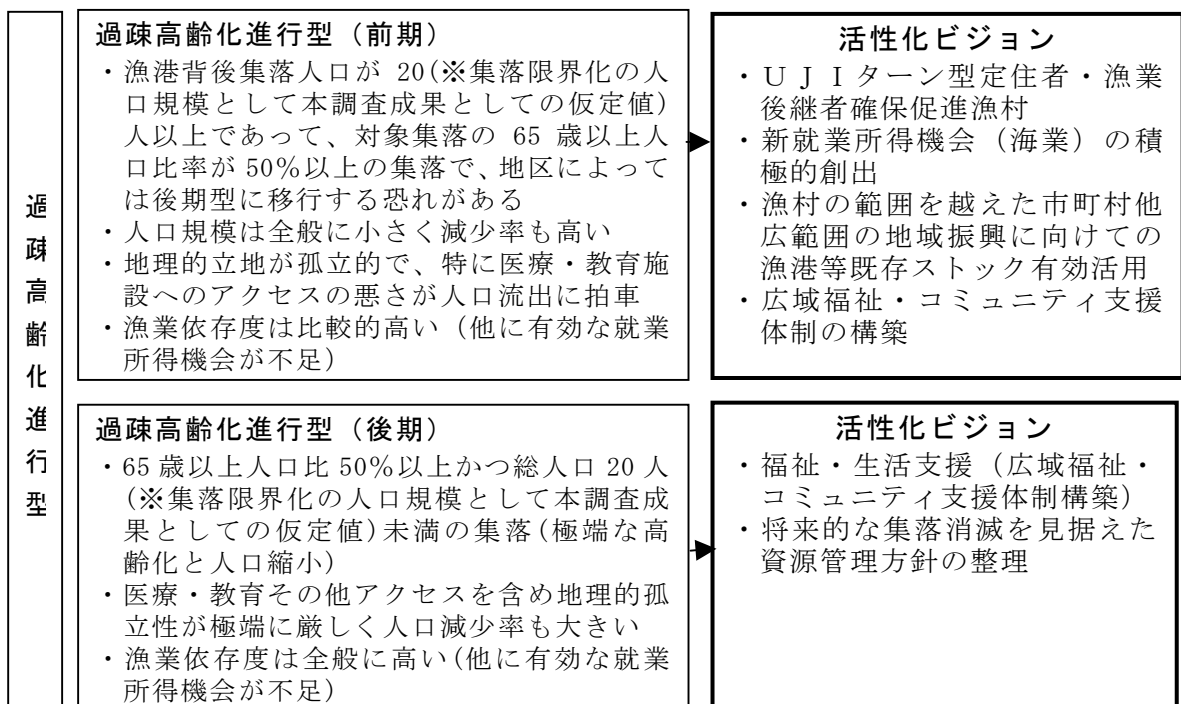 過疎高齢化進行型
過疎高齢化進行型（前期）
・漁港背後集落人口が 20(※集落限界化の人
口規模として本調査成果としての仮定値)
人以上であって、対象集落の 65 歳以上人
口比率が 50％以上の集落で、地区によって
は後期型に移行する恐れがある
・人口規模は全般に小さく減少率も高い
・地理的立地が孤立的で、特に医療・教育施
設へのアクセスの悪さが人口流出に拍車
・漁業依存度は比較的高い（他に有効な就業
所得機会が不足）
活性化ビジョン
・ＵＪＩターン型定住者・漁業
後継者確保促進漁村
・新就業所得機会（海業）の積
極的創出
・漁村の範囲を越えた市町村他
広範囲の地域振興に向けての
漁港等既存ストック有効活用
・広域福祉・コミュニティ支援
体制の構築
過疎高齢化進行型（後期）
・65 歳以上人口比 50％以上かつ総人口 20 人
(※集落限界化の人口規模として本調査成
果としての仮定値)未満の集落(極端な高
齢化と人口縮小)
・医療・教育その他アクセスを含め地理的孤
立性が極端に厳しく人口減少率も大きい
・漁業依存度は全般に高い(他に有効な就業
所得機会が不足)
活性化ビジョン
・福祉・生活支援（広域福祉・
コミュニティ支援体制構築）
・将来的な集落消滅を見据えた
資源管理方針の整理